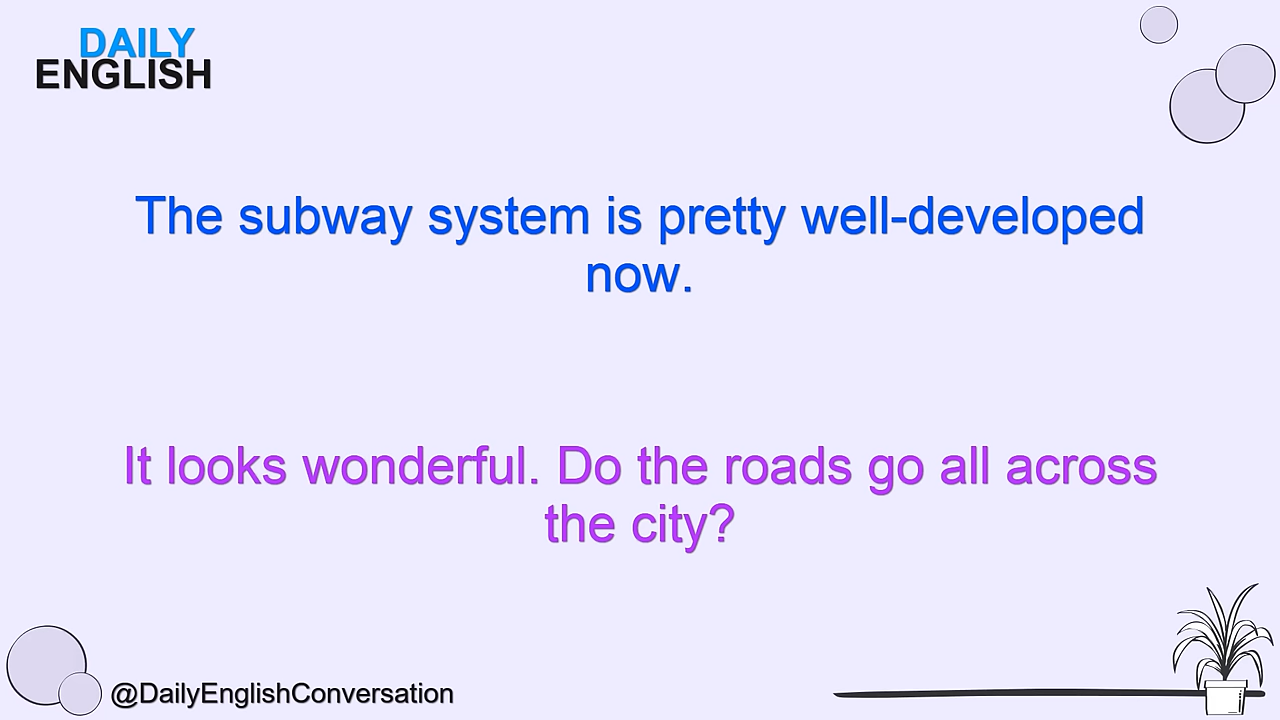 DAILY
ENGLISH
The subway system is pretty well-developed
now.
It looks wonderful. Do the roads go all across
the city?
@DailyEnglishConversation